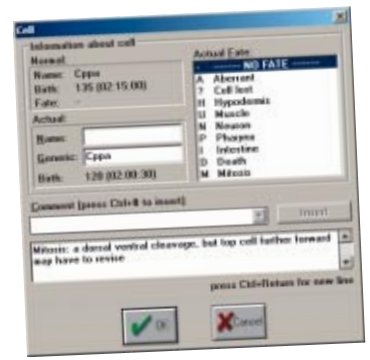 Cell
Information about cell
Normal:
Name: Cppa
Birth: 135 (02:15:00)
Fate: -
Actual:
Name:
Generic: Cppa
Birth: 120 (02:00:30)
Actual Fate:
- ------ NO FATE ------
A Aberrant
? Cell lost
H Hypodermis
U Muscle
N Neuron
P Pharynx
I Intestine
D Death
M Mitosis
Comment (press Ctrl+B to insert)
Insert
Mitosis: a dorsal ventral cleavage, but top cell further forward
may have to revise
press Ctrl+Return for new line
OK
Cancel